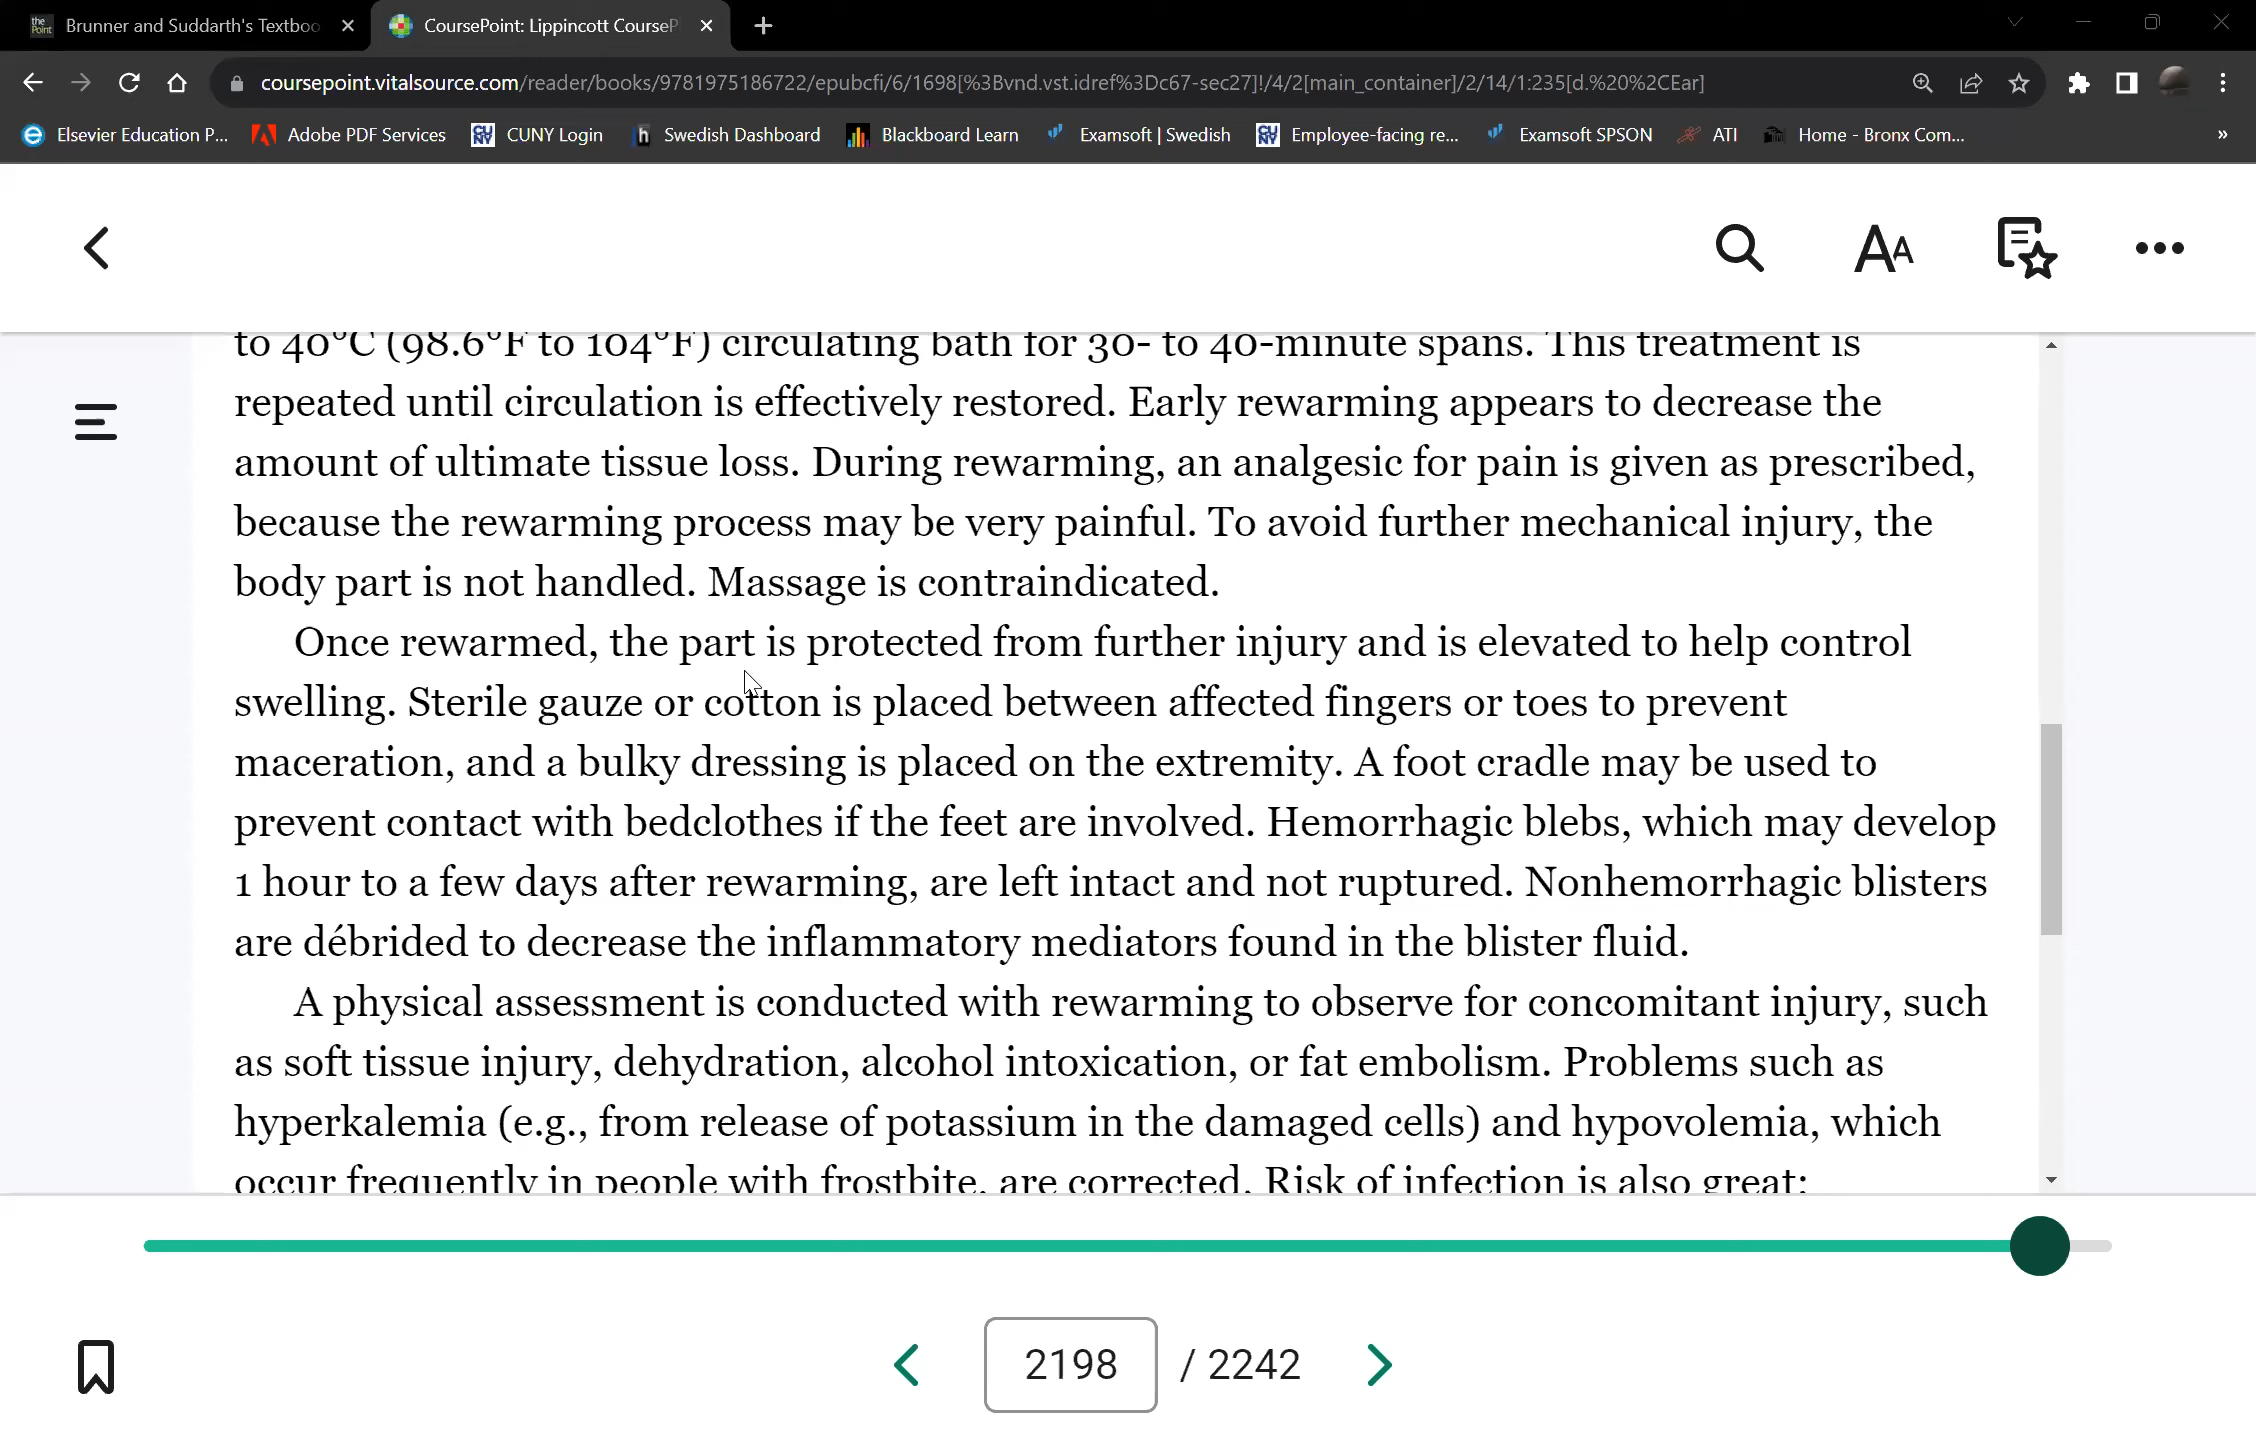 the Point
Brunner and Suddarth's Textboo
CoursePoint: Lippincott CourseP
coursepoint.vitalsource.com/reader/books/9781975186722/epubcfi/6/1698[%3Bvnd.vst.idref%3Dc67-sec27]!/4/2[main_container]/2/14/1:235[d.%20%2CEar]
Elsevier Education P...
Adobe PDF Services
CUNY
CUNY Login
h
Swedish Dashboard
Blackboard Learn
Examsoft | Swedish
CUNY
Employee-facing re...
Examsoft SPSON
ATI
Home - Bronx Com...
»
AA
to 40°C (98.6°F to 104°F) circulating bath for 30- to 40-minute spans. This treatment is
repeated until circulation is effectively restored. Early rewarming appears to decrease the
amount of ultimate tissue loss. During rewarming, an analgesic for pain is given as prescribed,
because the rewarming process may be very painful. To avoid further mechanical injury, the
body part is not handled. Massage is contraindicated.
Once rewarmed, the part is protected from further injury and is elevated to help control
swelling. Sterile gauze or cotton is placed between affected fingers or toes to prevent
maceration, and a bulky dressing is placed on the extremity. A foot cradle may be used to
prevent contact with bedclothes if the feet are involved. Hemorrhagic blebs, which may develop
1 hour to a few days after rewarming, are left intact and not ruptured. Nonhemorrhagic blisters
are débrided to decrease the inflammatory mediators found in the blister fluid.
A physical assessment is conducted with rewarming to observe for concomitant injury, such
as soft tissue injury, dehydration, alcohol intoxication, or fat embolism. Problems such as
hyperkalemia (e.g., from release of potassium in the damaged cells) and hypovolemia, which
occur frequently in people with frostbite, are corrected. Risk of infection is also great;
2198 / 2242